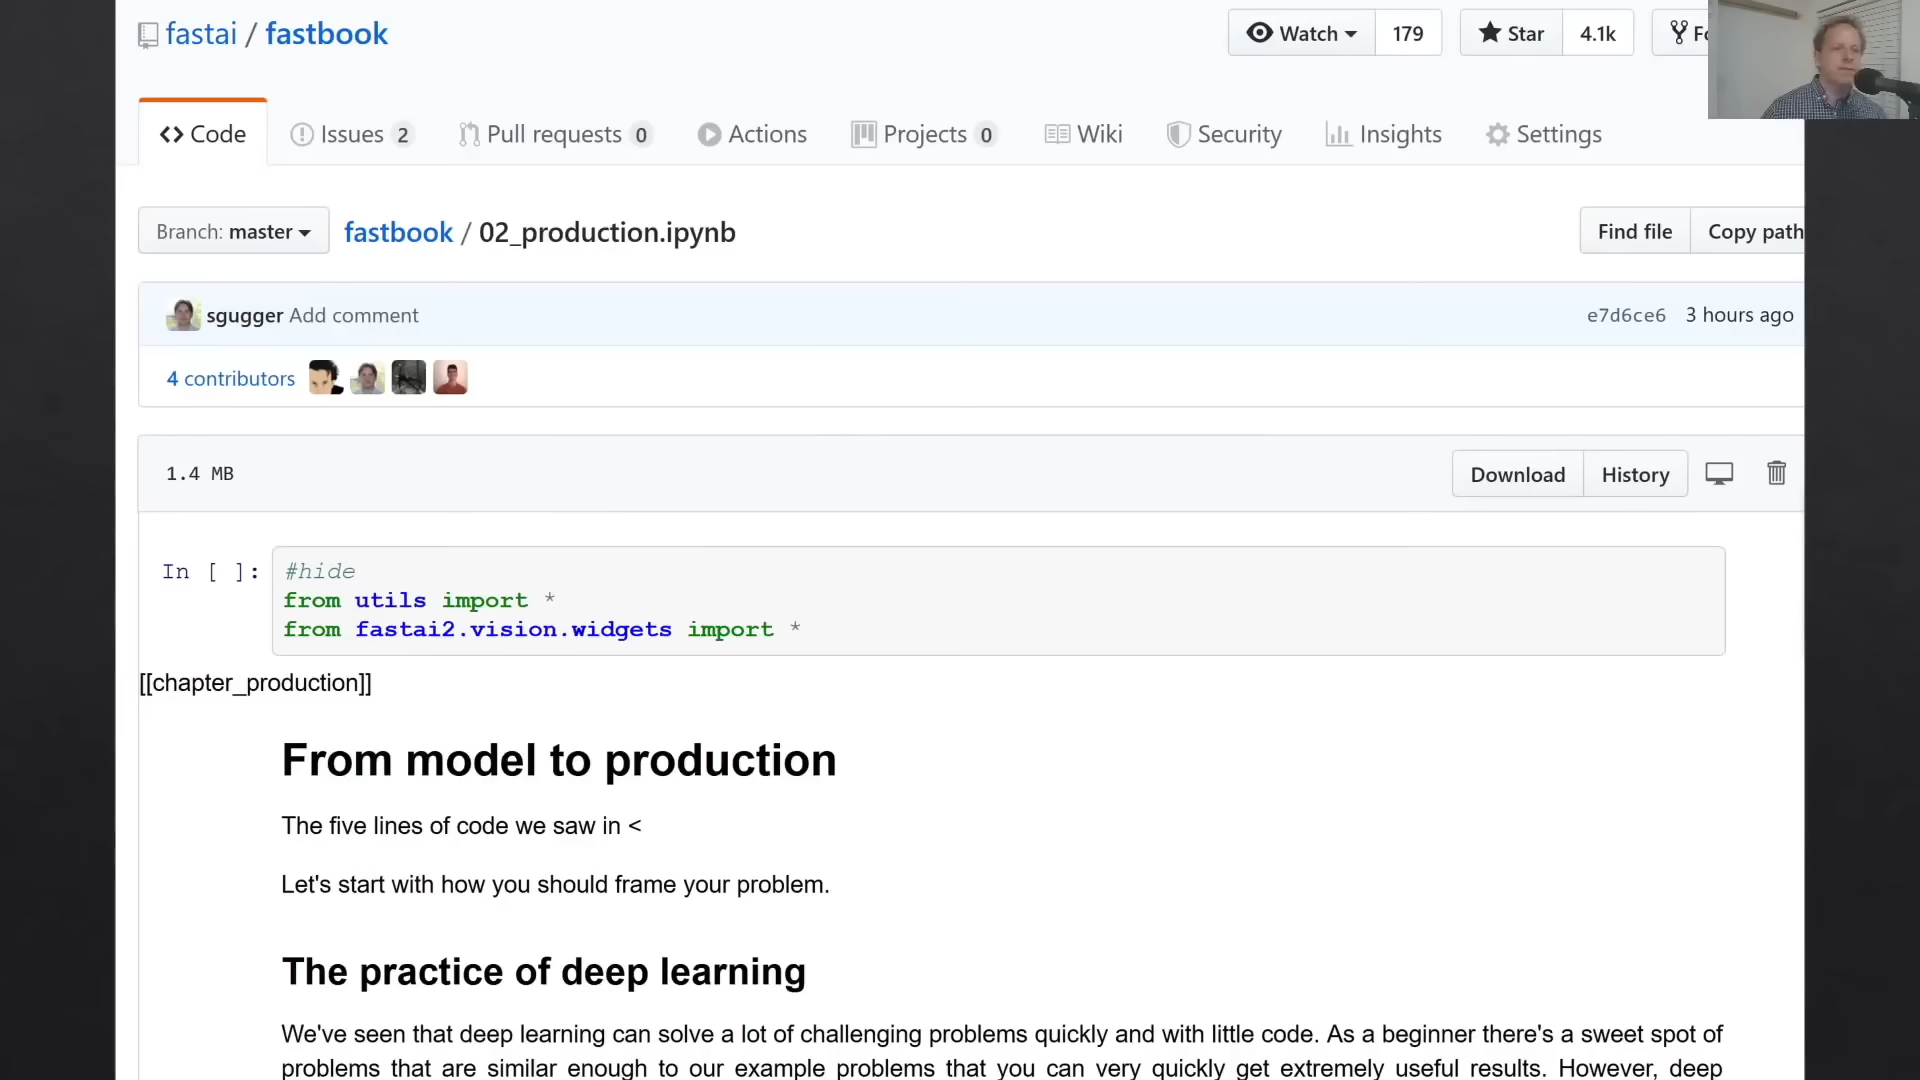 fastai / fastbook
Watch 179 Star 4.1k
Code Issues 2 Pull requests 0 Actions Projects 0 Wiki Security Insights Settings
Branch: master fastbook / 02_production.ipynb Find file Copy path
sgugger Add comment e7d6ce6 3 hours ago
4 contributors
1.4 MB Download History
In [ ]: #hide
from utils import *
from fastai2.vision.widgets import *
[[chapter_production]]
From model to production
The five lines of code we saw in <
Let's start with how you should frame your problem.
The practice of deep learning
We've seen that deep learning can solve a lot of challenging problems quickly and with little code. As a beginner there's a sweet spot of
problems that are similar enough to our example problems that you can very quickly get extremely useful results. However, deep